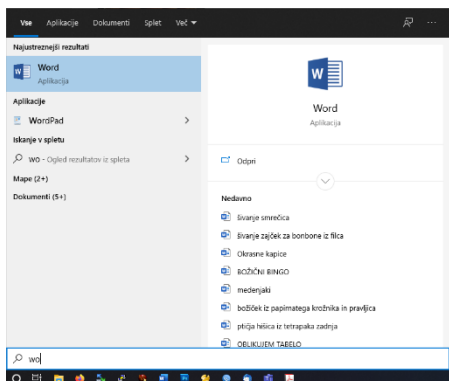 Vse Aplikacije Dokumenti Splet Več
Najustreznejši rezultati
Word
Aplikacija
Aplikacije
WordPad
Iskanje v spletu
wo - Ogled rezultatov iz spleta
Mape (2+)
Dokumenti (5+)
Word
Aplikacija
Odpri
Nedavno
šivanje smrečica
šivanje zajček za bonbone iz filca
Okrasne kapice
BOŽIČNI BINGO
medenjaki
božiček iz papirnatega krožnika in pravljica
ptičja hišica iz tetrapaka zadnja
OBLIKUJEM TABELO
wo